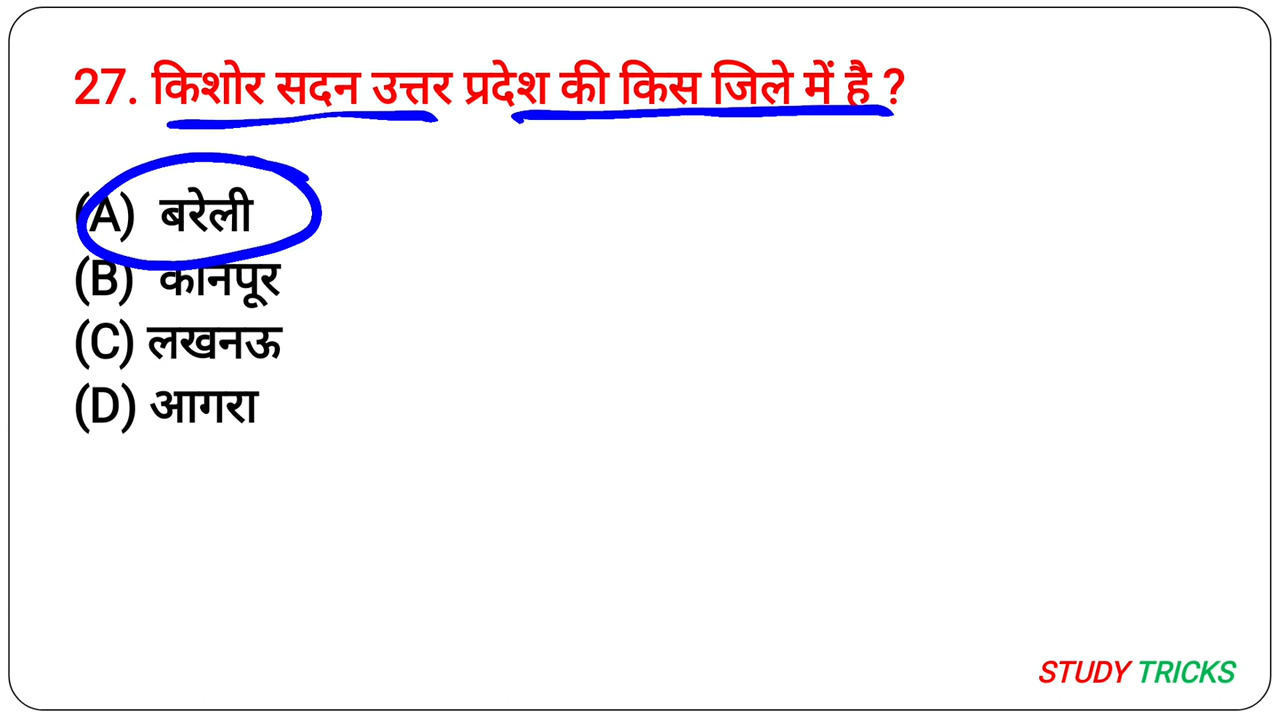 27. किशोर सदन उत्तर प्रदेश की किस जिले में है ?
(A) बरेली
(B) कानपूर
(C) लखनऊ
(D) आगरा
STUDY TRICKS